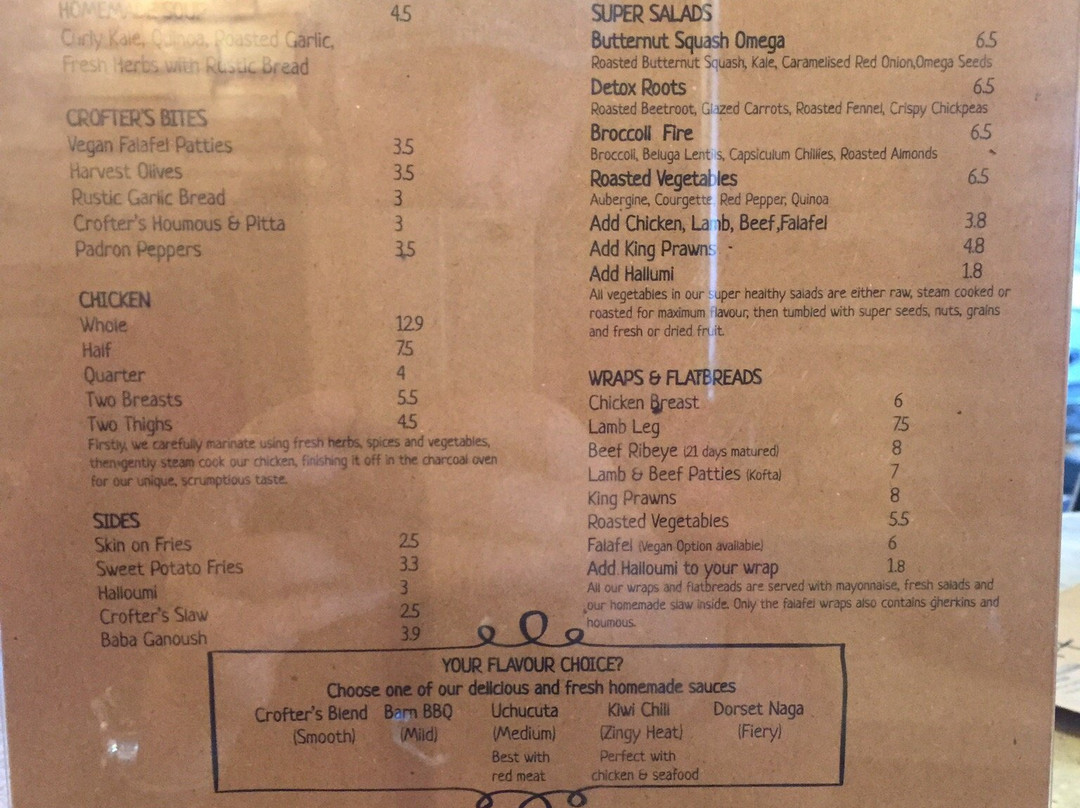 HOMEMADE SOUP 4.5
Curly Kale, Quinoa, Roasted Garlic,
Fresh Herbs with Rustic Bread
CROFTER'S BITES
Vegan Falafel Patties 3.5
Harvest Olives 3.5
Rustic Garlic Bread 3
Crofter's Houmous & Pitta 3
Padron Peppers 3.5
CHICKEN
Whole 12.9
Half 7.5
Quarter 4
Two Breasts 5.5
Two Thighs 4.5
Firstly, we carefully marinate using fresh herbs, spices and vegetables,
then gently steam cook our chicken, finishing it off in the charcoal oven
for our unique, scrumptious taste.
SIDES
Skin on Fries 2.5
Sweet Potato Fries 3.3
Halloumi 3
Crofter's Slaw 2.5
Baba Ganoush 3.9
SUPER SALADS
Butternut Squash Omega 6.5
Roasted Butternut Squash, Kale, Caramelised Red Onion,Omega Seeds
Detox Roots 6.5
Roasted Beetroot, Glazed Carrots, Roasted Fennel, Crispy Chickpeas
Broccoli Fire 6.5
Broccoli, Beluga Lentils, Capsiculum Chillies, Roasted Almonds
Roasted Vegetables 6.5
Aubergine, Courgette, Red Pepper, Quinoa
Add Chicken, Lamb, Beef,Falafel 3.8
Add King Prawns 4.8
Add Hallumi 1.8
All vegetables in our super healthy salads are either raw, steam cooked or
roasted for maximum flavour, then tumbled with super seeds, nuts, grains
and fresh or dried fruit.
WRAPS & FLATBREADS
Chicken Breast 6
Lamb Leg 7.5
Beef Ribeye (21 days matured) 8
Lamb & Beef Patties (Kofta) 7
King Prawns 8
Roasted Vegetables 5.5
Falafel (Vegan Option available) 6
Add Halloumi to your wrap 1.8
All our wraps and flatbreads are served with mayonnaise, fresh salads and
our homemade slaw inside. Only the falafel wraps also contains gherkins and
houmous.
YOUR FLAVOUR CHOICE?
Choose one of our delicious and fresh homemade sauces
Crofter's Blend Barn BBQ Uchucuta Kiwi Chili Dorset Naga
(Smooth) (Mild) (Medium) (Zingy Heat) (Fiery)
Best with Perfect with
red meat chicken & seafood